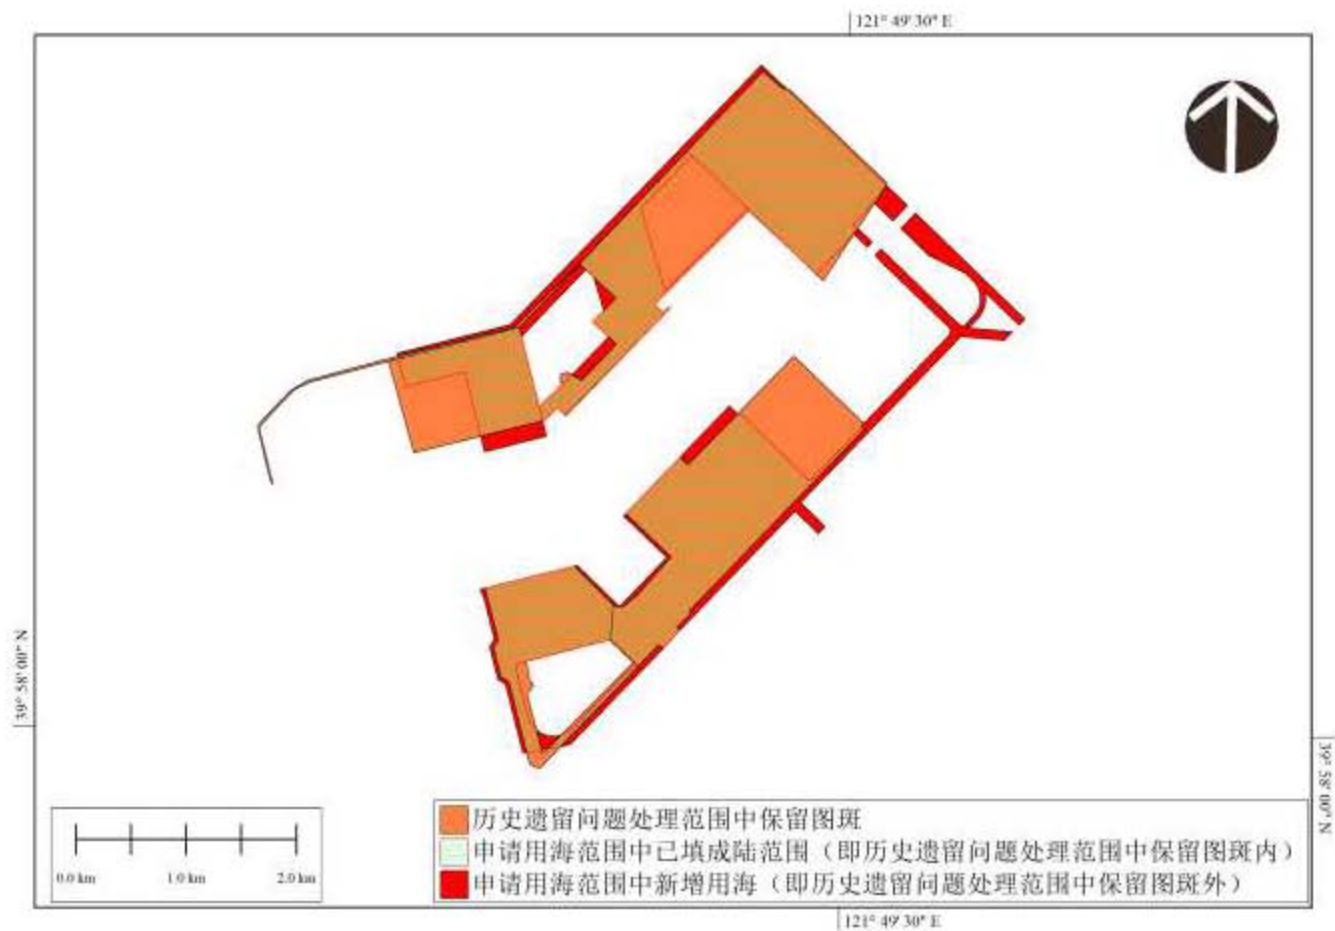 121° 49′ 30″ E
39° 58′ 00″ N
39° 58′ 00″ N
历史遗留问题处理范围中保留图斑
申请用海范围中已填成陆范围（即历史遗留问题处理范围中保留图斑内）
申请用海范围中新增用海（即历史遗留问题处理范围中保留图斑外）
0.0 km 1.0 km 2.0 km
121° 49′ 30″ E